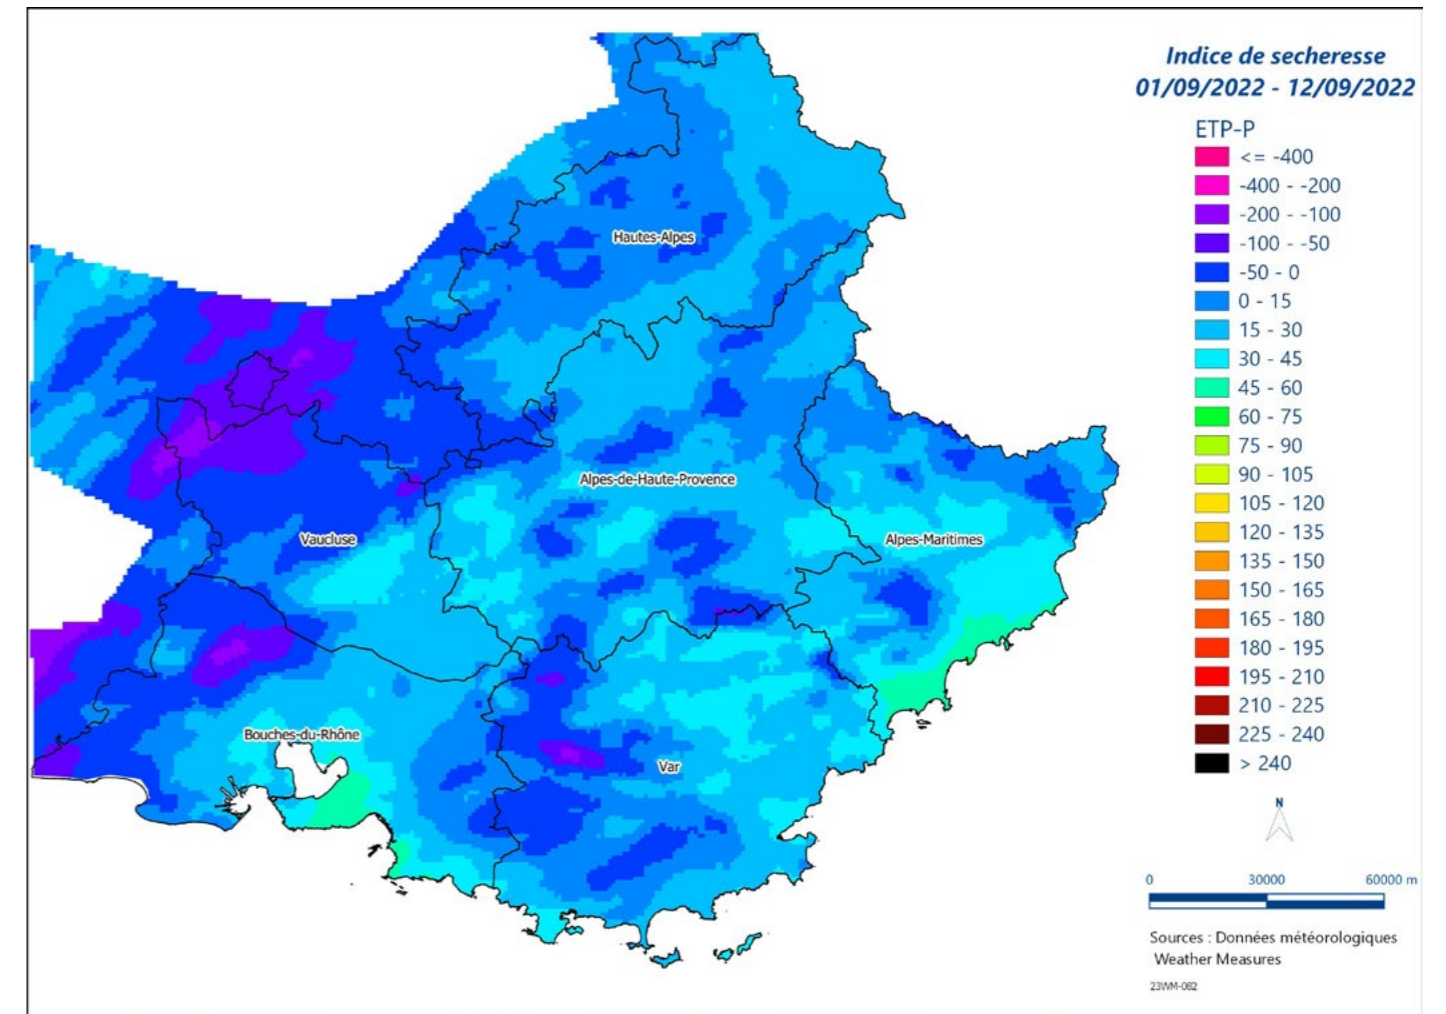 Indice de secheresse
01/09/2022 - 12/09/2022
ETP-P
<= -400
-400 - -200
-200 - -100
-100 - -50
-50 - 0
0 - 15
15 - 30
30 - 45
45 - 60
60 - 75
75 - 90
90 - 105
105 - 120
120 - 135
135 - 150
150 - 165
165 - 180
180 - 195
195 - 210
210 - 225
225 - 240
> 240
Hautes-Alpes
Alpes-de-Haute-Provence
Vaucluse
Alpes-Maritimes
Bouches-du-Rhône
Var
N
0 30000 60000 m
Sources : Données météorologiques
Weather Measures
23WM-082